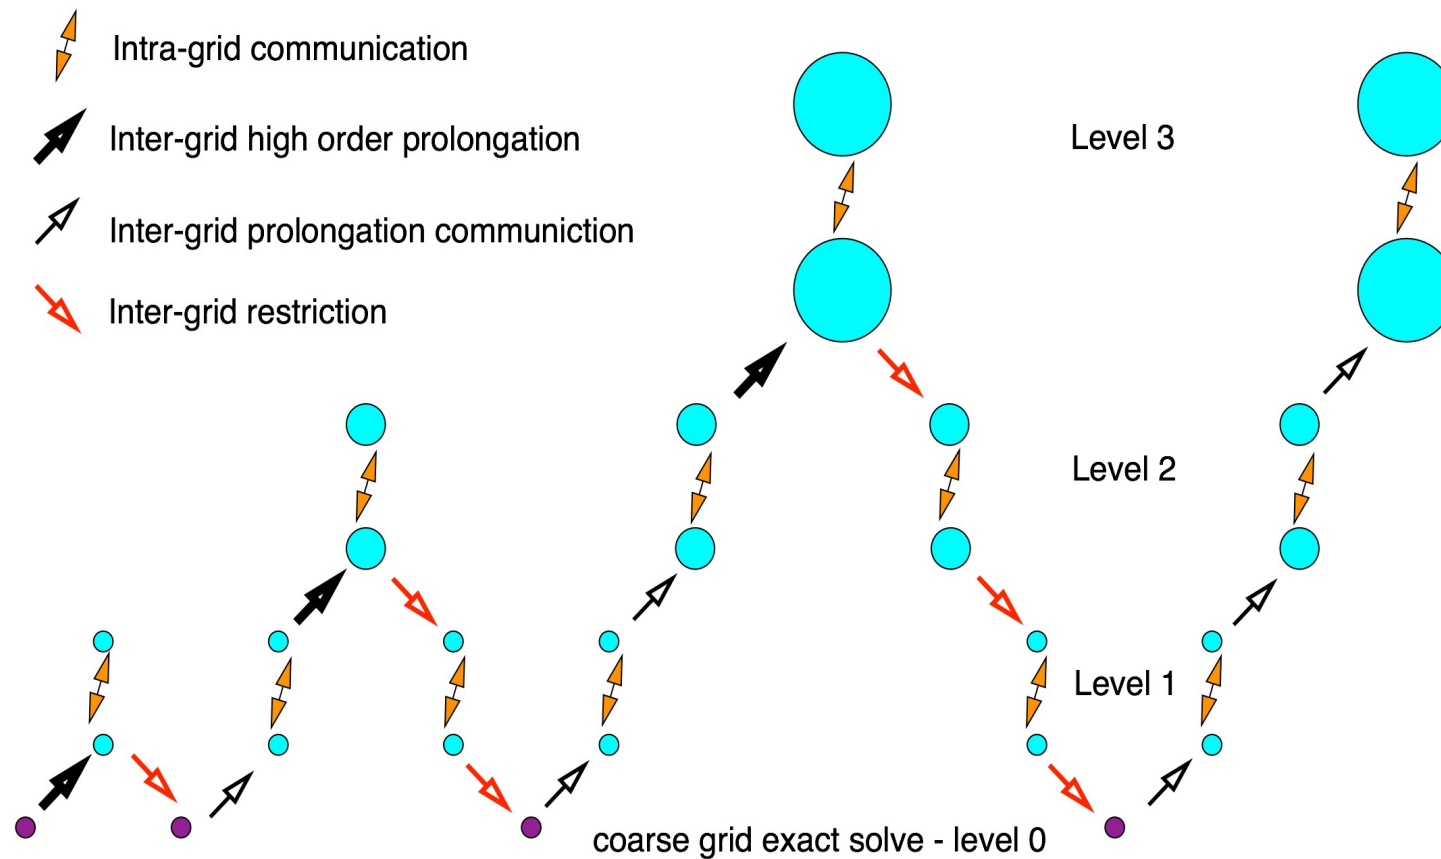 Intra-grid communication
Inter-grid high order prolongation
Inter-grid prolongation communiction
Inter-grid restriction
Level 3
Level 2
Level 1
coarse grid exact solve - level 0